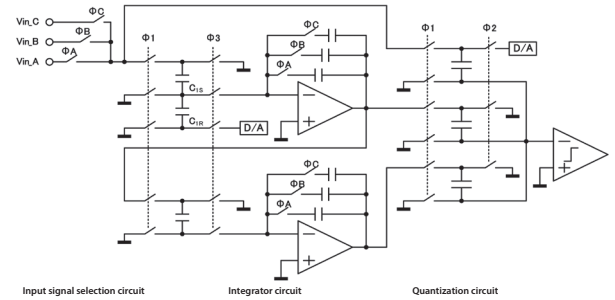 ΦC
Vin_C
ΦB
Vin_B
ΦA
Vin_A
Φ1
Φ3
C1S
C1R
D/A
ΦC
ΦB
ΦA
Φ1
Φ2
D/A
ΦC
ΦB
ΦA
Input signal selection circuit
Integrator circuit
Quantization circuit